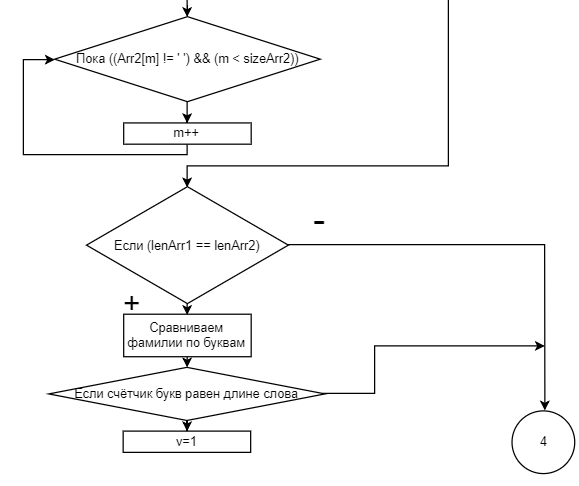 Пока ((Arr2[m] != ' ') && (m < sizeArr2))
m++
-
Если (lenArr1 == lenArr2)
+
Сравниваем
фамилии по буквам
Если счётчик букв равен длине слова
v=1
4